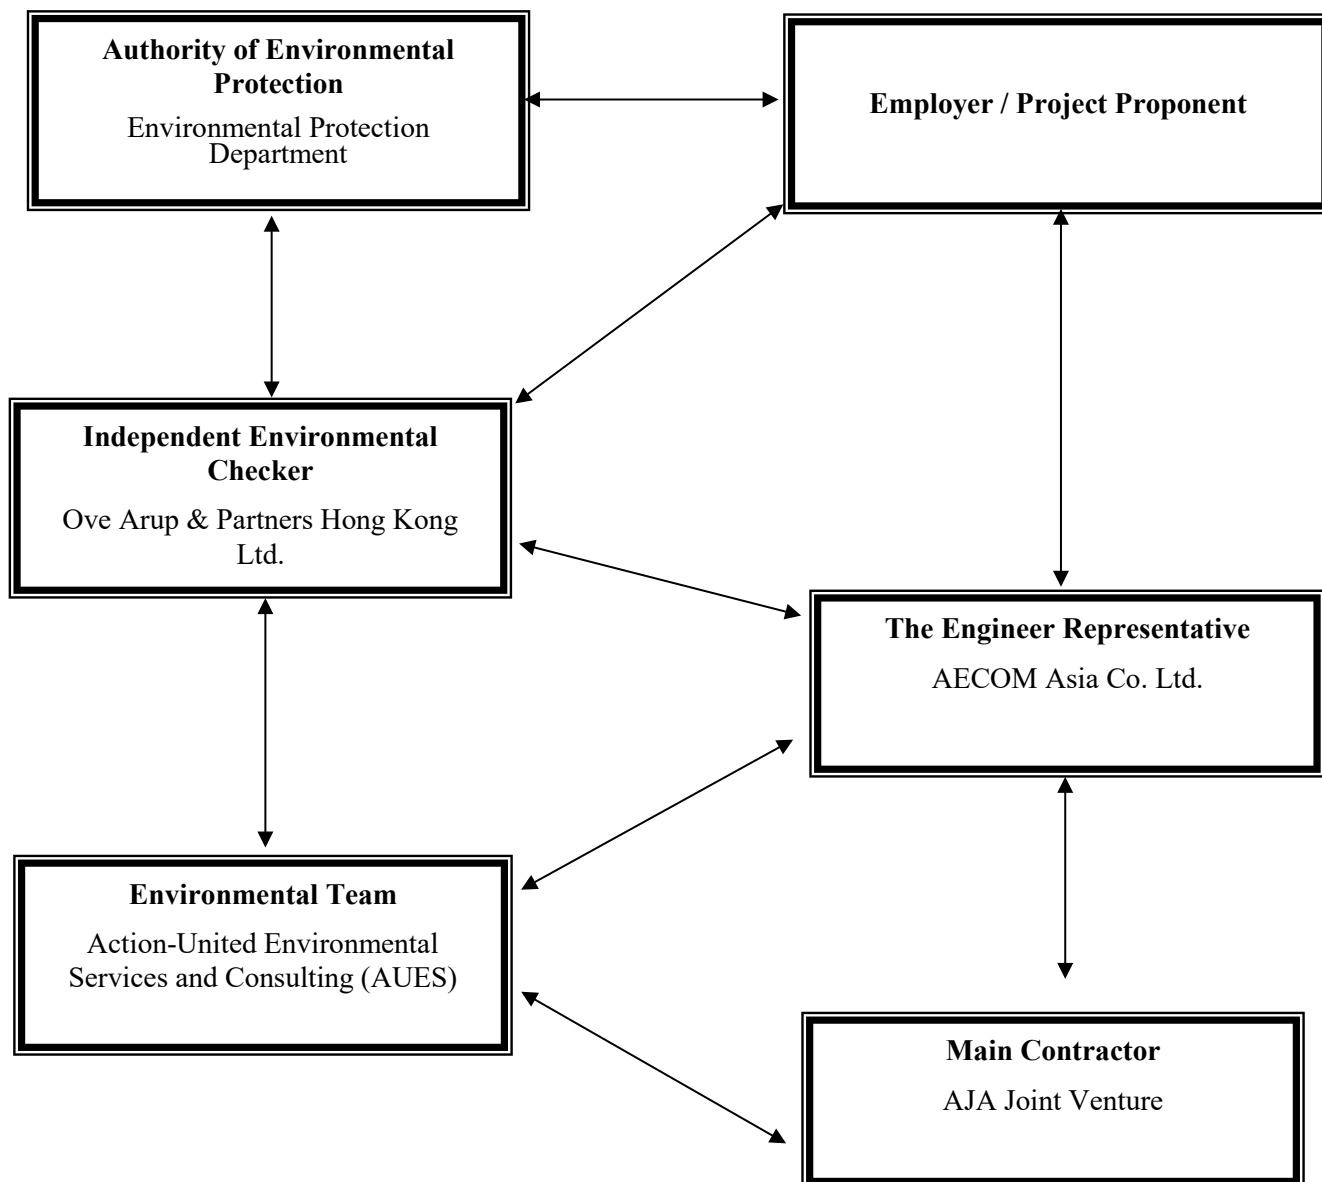 Authority of Environmental
Protection
Environmental Protection
Department
Employer / Project Proponent
Independent Environmental
Checker
Ove Arup & Partners Hong Kong
Ltd.
The Engineer Representative
AECOM Asia Co. Ltd.
Environmental Team
Action-United Environmental
Services and Consulting (AUES)
Main Contractor
AJA Joint Venture